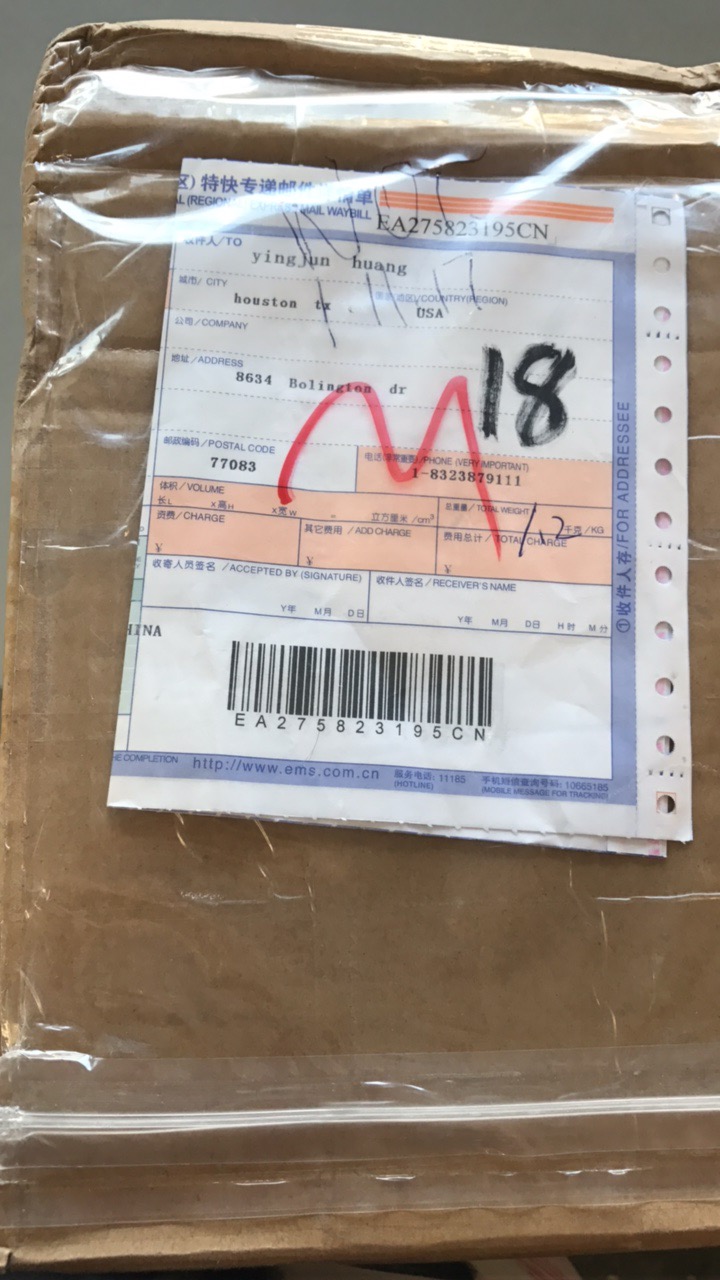 特快专递邮件 清单
MAIL WAYBILL
EA275823195CN
收件人/TO
yingjun huang
城市/ CITY
/COUNTRY(REGION)
houston tx
USA
公司/COMPANY
地址/ADDRESS
8634 Bolington dr
18
M
邮政编码/POSTAL CODE
77083
电话(非常重要)/PHONE (VERY IMPORTANT)
1-8323879111
体积/VOLUME
长L X宽W X高H = 立方厘米/cm³
总重量/TOTAL WEIGHT
1.2 千克/KG
资费/CHARGE
¥
其它费用/ADD CHARGE
¥
费用总计/TOTAL CHARGE
¥
收寄人员签名/ACCEPTED BY (SIGNATURE)
Y年 M月 D日
收件人签名/RECEIVER'S NAME
Y年 M月 D日 H时 M分
HINA
EA275823195CN
HE COMPLETION
http://www.ems.com.cn
服务电话: 11185
(HOTLINE)
手机短信查询号码: 10665185
(MOBILE MESSAGE FOR TRACKING)
①收件人存/FOR ADDRESSEE